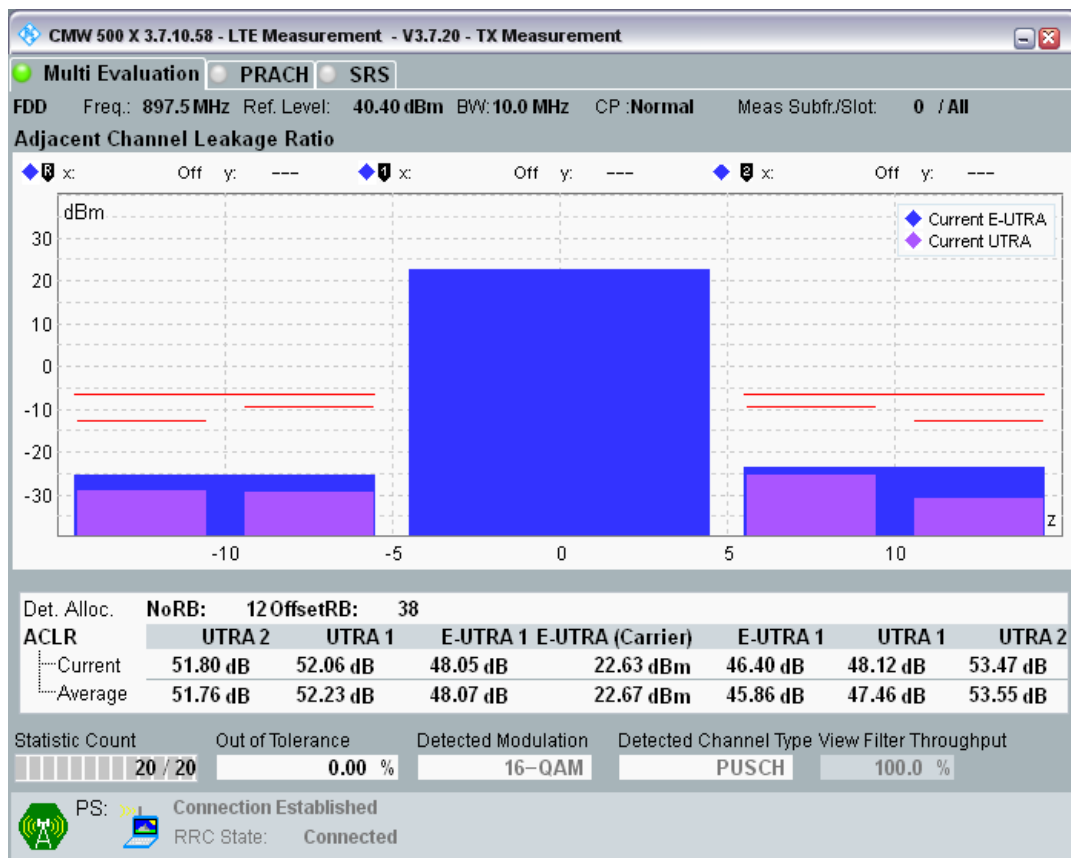 CMW 500 X 3.7.10.58 - LTE Measurement - V3.7.20 - TX Measurement
Multi Evaluation PRACH SRS
FDD Freq.: 897.5 MHz Ref. Level: 40.40 dBm BW: 10.0 MHz CP :Normal Meas Subfr./Slot: 0 / All
Adjacent Channel Leakage Ratio
R x: Off y: --- 1 x: Off y: --- 2 x: Off y: ---
dBm
Current E-UTRA
Current UTRA
30
20
10
0
-10
-20
-30
z
-10 -5 0 5 10
Det. Alloc. NoRB: 12 OffsetRB: 38
ACLR UTRA 2 UTRA 1 E-UTRA 1 E-UTRA (Carrier) E-UTRA 1 UTRA 1 UTRA 2
Current 51.80 dB 52.06 dB 48.05 dB 22.63 dBm 46.40 dB 48.12 dB 53.47 dB
Average 51.76 dB 52.23 dB 48.07 dB 22.67 dBm 45.86 dB 47.46 dB 53.55 dB
Statistic Count Out of Tolerance Detected Modulation Detected Channel Type View Filter Throughput
20 / 20 0.00 % 16-QAM PUSCH 100.0 %
PS: Connection Established
RRC State: Connected